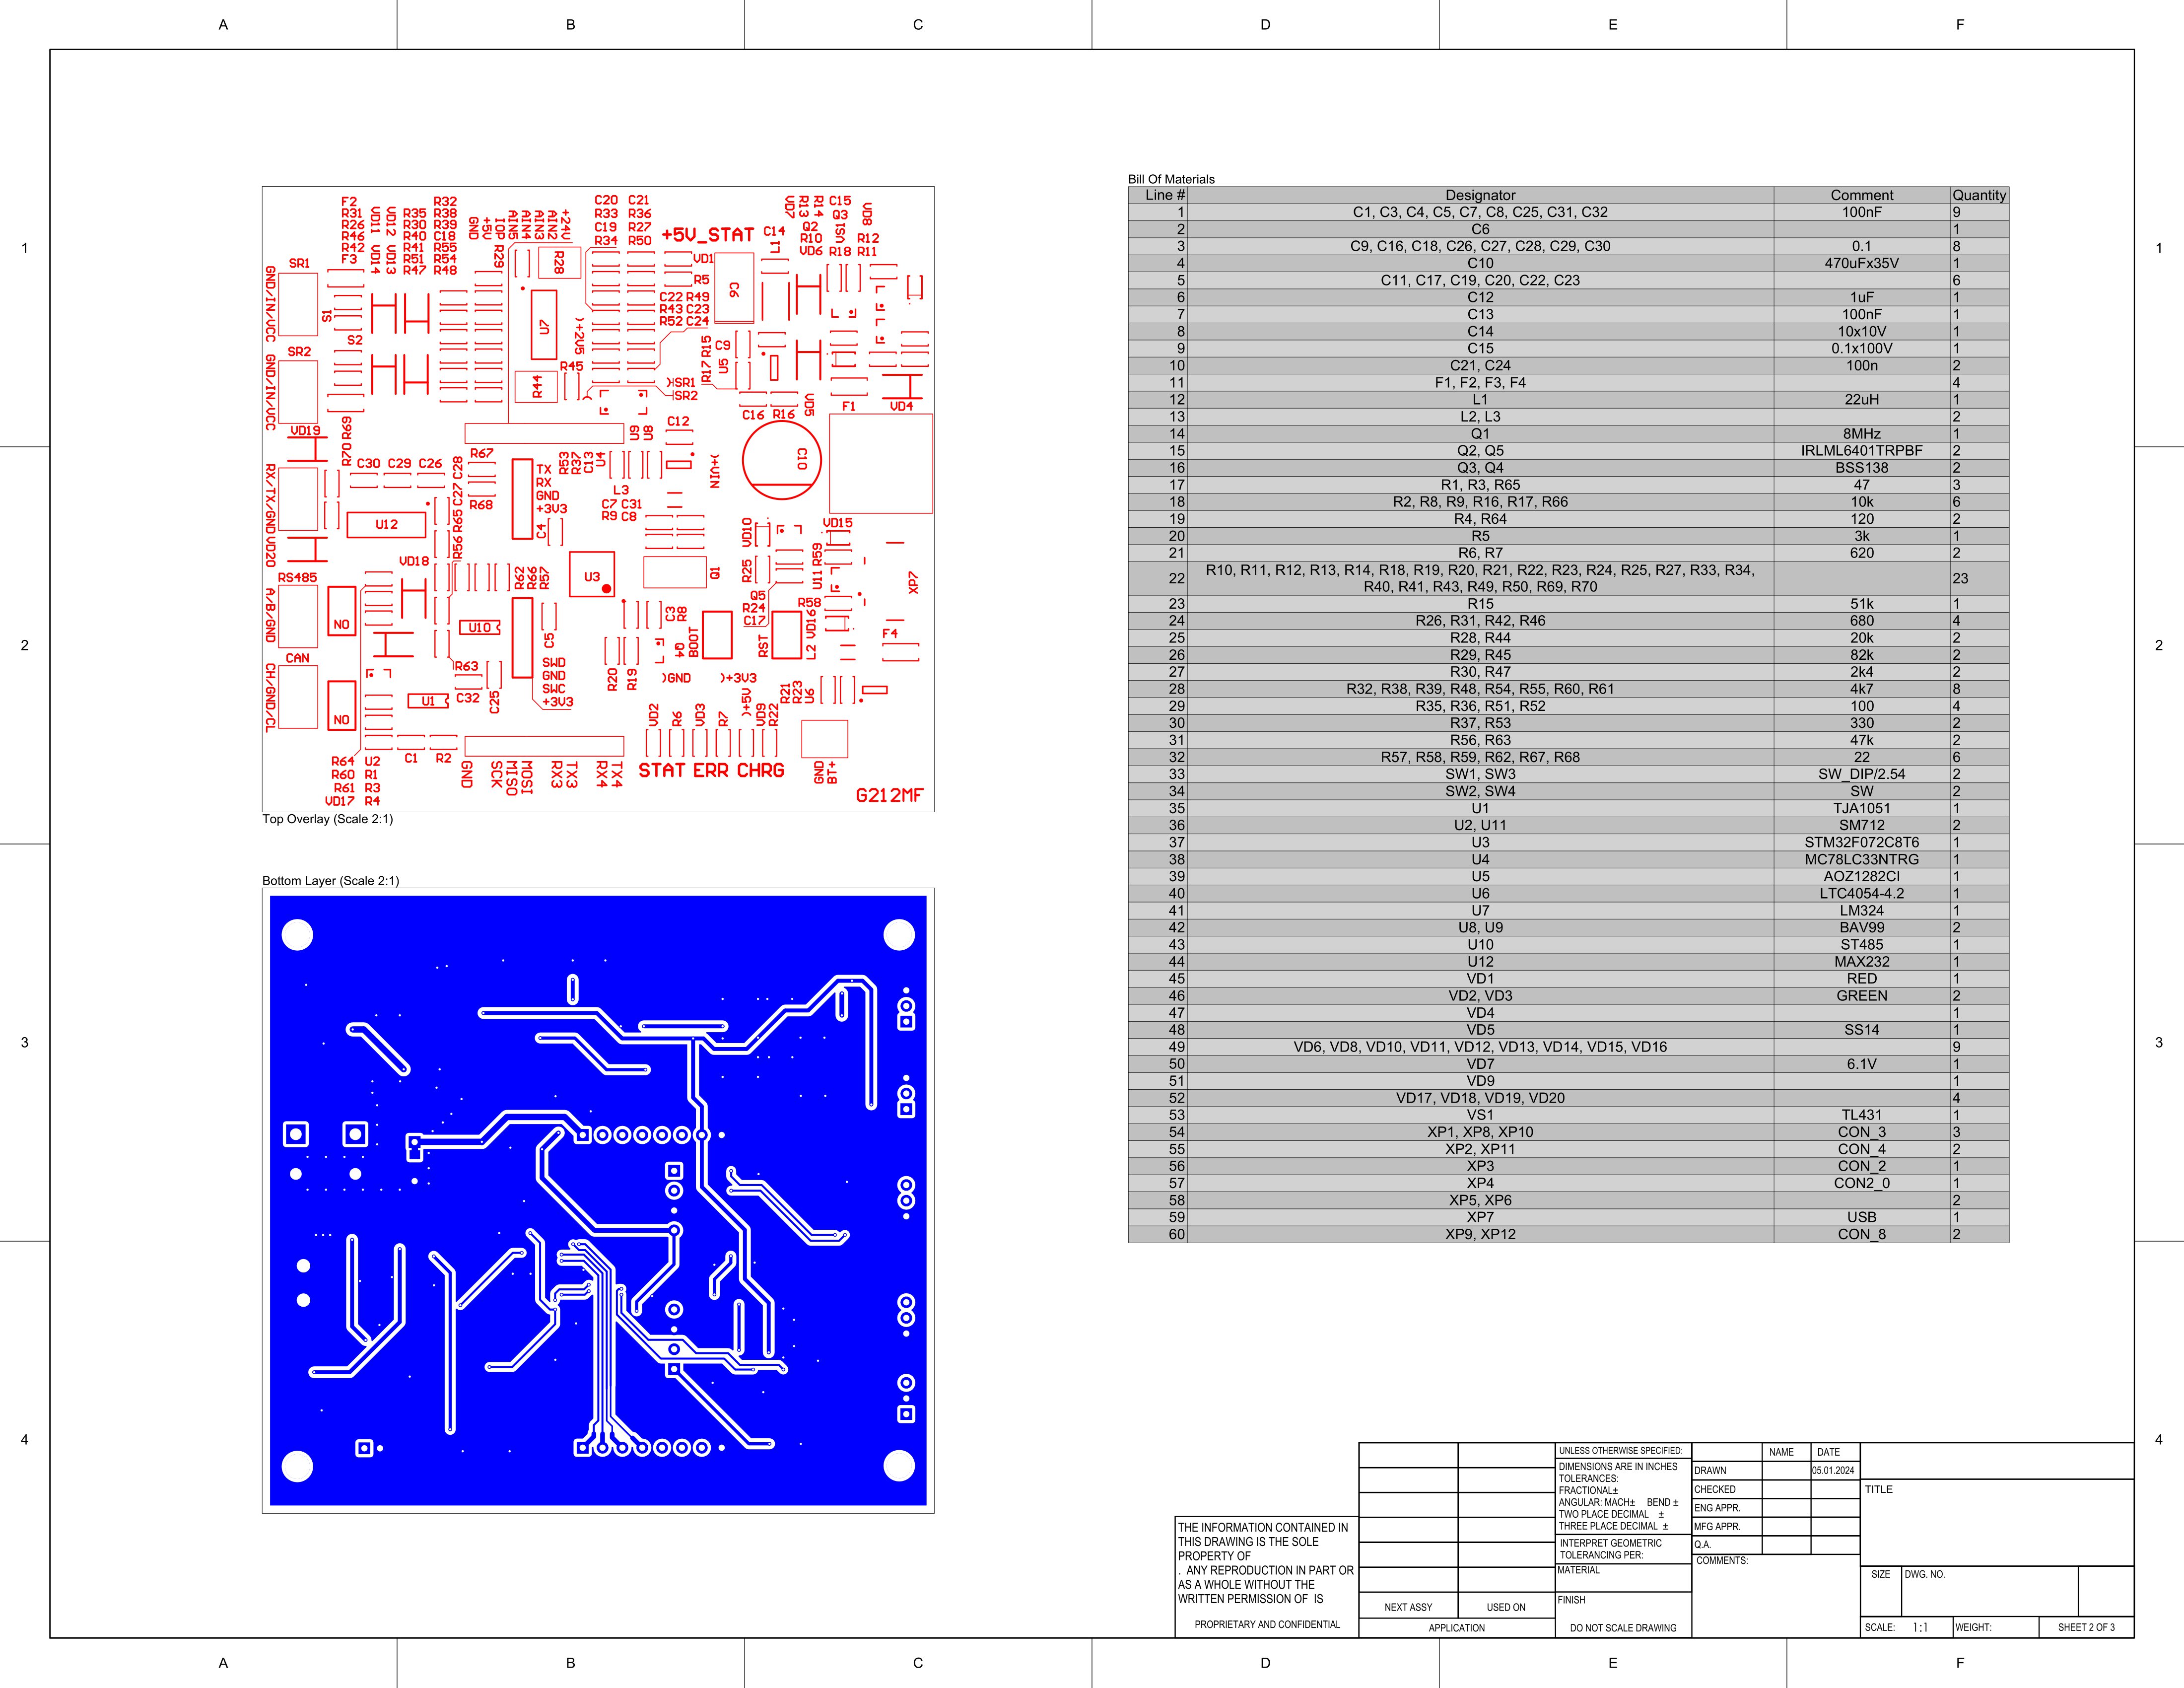 A B C D E F
1 1
2 2
3 3
4 4
F2
R31
R26
R46
R42
F3
VD11 VD14
VD12 VD13
R35
R30
R40
R41
R51
R47
R32
R38
R39
C18
R55
R54
R48
GND
+5V
IOP
R29
AIN5
AIN4
AIN3
AIN2
+24V
C20 C21
R33 R36
C19 R27
R34 R50
+5V_STAT
C14
L1
VD7
R13
R14
C15
Q3
Q2
R10
VD6
VS1
R18
VD8
R12
R11
SR1
GND/IN/VCC
S1
S2
SR2
GND/IN/VCC
R28
U7
)+2V5
VD1
R5
C22 R49
R43 C23
R52 C24
C6
R15
R17
C9
U5
R45
R44
)SR1
SR2
C16 R16
VD5
F1
VD4
VD19
R69
R70
C30 C29 C26
C28
C27
R67
R68
U9
U8
C12
R53
R37
C13
U4
)+VIN
C10
TX
RX
GND
+3V3
L3
C7 C31
R9 C8
RX/TX/GND
VD20
U12
R65
R56
C4
VD10
VD15
VD18
RS485
A/B/GND
NO
R62
R66
R57
U3
Q1
R25
U11
R59
XP7
Q5
R24
C17
R58
U10
C5
C3
R8
BOOT
Q4
RST
L2
VD16
F4
CAN
CH/GND/CL
NO
R63
C32
C25
U1
SWD
GND
SWC
+3V3
R20
R19
)GND
)+3V3
R21
R23
U6
VD2
R6
VD3
R7
)+5V
VD9
R22
C1 R2
R64 U2
R60 R1
R61 R3
VD17 R4
GND
SCK
MISO
MOSI
RX3
TX3
RX4
TX4
STAT ERR CHRG
GND
BT+
G212MF
Top Overlay (Scale 2:1)
Bottom Layer (Scale 2:1)
Bill Of Materials
Line # Designator Comment Quantity
1 C1, C3, C4, C5, C7, C8, C25, C31, C32 100nF 9
2 C6 1
3 C9, C16, C18, C26, C27, C28, C29, C30 0.1 8
4 C10 470uFx35V 1
5 C11, C17, C19, C20, C22, C23 6
6 C12 1uF 1
7 C13 100nF 1
8 C14 10x10V 1
9 C15 0.1x100V 1
10 C21, C24 100n 2
11 F1, F2, F3, F4 4
12 L1 22uH 1
13 L2, L3 2
14 Q1 8MHz 1
15 Q2, Q5 IRLML6401TRPBF 2
16 Q3, Q4 BSS138 2
17 R1, R3, R65 47 3
18 R2, R8, R9, R16, R17, R66 10k 6
19 R4, R64 120 2
20 R5 3k 1
21 R6, R7 620 2
22 R10, R11, R12, R13, R14, R18, R19, R20, R21, R22, R23, R24, R25, R27, R33, R34,
R40, R41, R43, R49, R50, R69, R70 23
23 R15 51k 1
24 R26, R31, R42, R46 680 4
25 R28, R44 20k 2
26 R29, R45 82k 2
27 R30, R47 2k4 2
28 R32, R38, R39, R48, R54, R55, R60, R61 4k7 8
29 R35, R36, R51, R52 100 4
30 R37, R53 330 2
31 R56, R63 47k 2
32 R57, R58, R59, R62, R67, R68 22 6
33 SW1, SW3 SW_DIP/2.54 2
34 SW2, SW4 SW 2
35 U1 TJA1051 1
36 U2, U11 SM712 2
37 U3 STM32F072C8T6 1
38 U4 MC78LC33NTRG 1
39 U5 AOZ1282CI 1
40 U6 LTC4054-4.2 1
41 U7 LM324 1
42 U8, U9 BAV99 2
43 U10 ST485 1
44 U12 MAX232 1
45 VD1 RED 1
46 VD2, VD3 GREEN 2
47 VD4 1
48 VD5 SS14 1
49 VD6, VD8, VD10, VD11, VD12, VD13, VD14, VD15, VD16 9
50 VD7 6.1V 1
51 VD9 1
52 VD17, VD18, VD19, VD20 4
53 VS1 TL431 1
54 XP1, XP8, XP10 CON_3 3
55 XP2, XP11 CON_4 2
56 XP3 CON_2 1
57 XP4 CON2_0 1
58 XP5, XP6 2
59 XP7 USB 1
60 XP9, XP12 CON_8 2
THE INFORMATION CONTAINED IN
THIS DRAWING IS THE SOLE
PROPERTY OF
. ANY REPRODUCTION IN PART OR
AS A WHOLE WITHOUT THE
WRITTEN PERMISSION OF IS
PROPRIETARY AND CONFIDENTIAL
NEXT ASSY USED ON
APPLICATION
UNLESS OTHERWISE SPECIFIED:
DIMENSIONS ARE IN INCHES
TOLERANCES:
FRACTIONAL±
ANGULAR: MACH± BEND ±
TWO PLACE DECIMAL ±
THREE PLACE DECIMAL ±
INTERPRET GEOMETRIC
TOLERANCING PER:
MATERIAL
FINISH
DO NOT SCALE DRAWING
NAME DATE
DRAWN 05.01.2024
CHECKED
ENG APPR.
MFG APPR.
Q.A.
COMMENTS:
TITLE
SIZE DWG. NO.
SCALE: 1:1 WEIGHT: SHEET 2 OF 3
A B C D E F